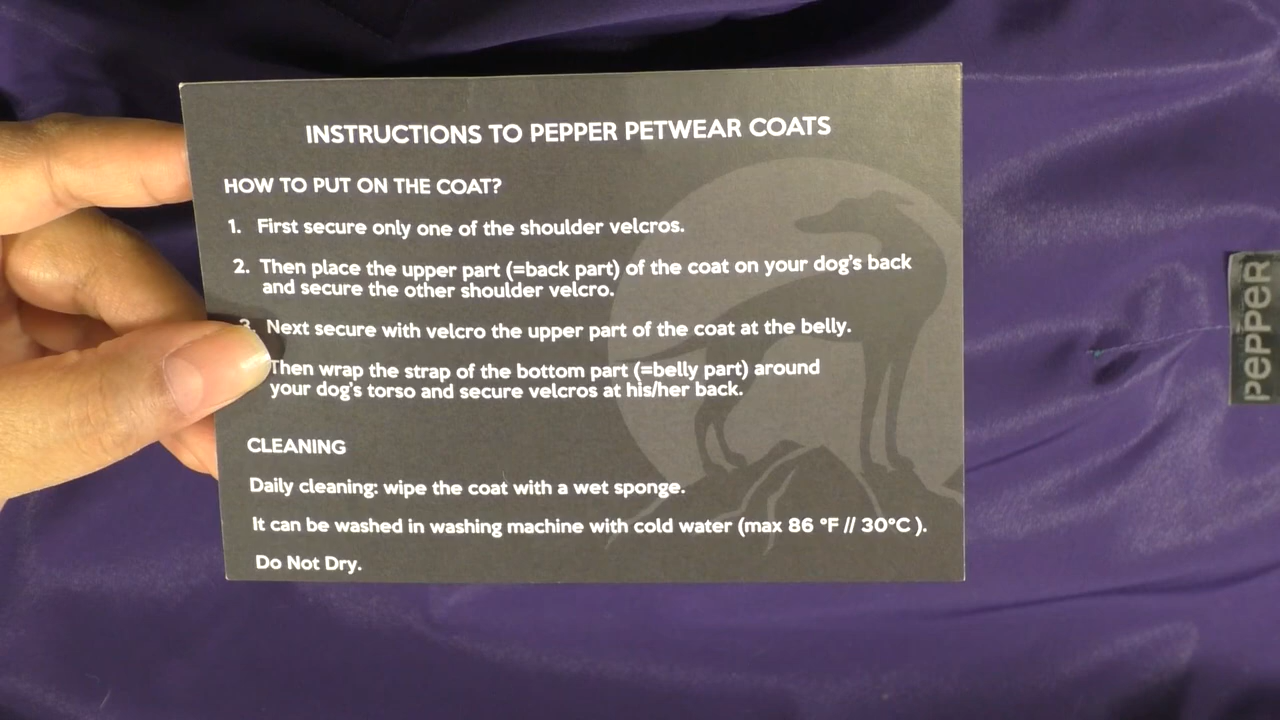 INSTRUCTIONS TO PEPPER PETWEAR COATS
HOW TO PUT ON THE COAT?
1. First secure only one of the shoulder velcros.
2. Then place the upper part (=back part) of the coat on your dog's back
and secure the other shoulder velcro.
3. Next secure with velcro the upper part of the coat at the belly.
Then wrap the strap of the bottom part (=belly part) around
your dog's torso and secure velcros at his/her back.
CLEANING
Daily cleaning: wipe the coat with a wet sponge.
It can be washed in washing machine with cold water (max 86 °F // 30°C ).
Do Not Dry.
PEPPER